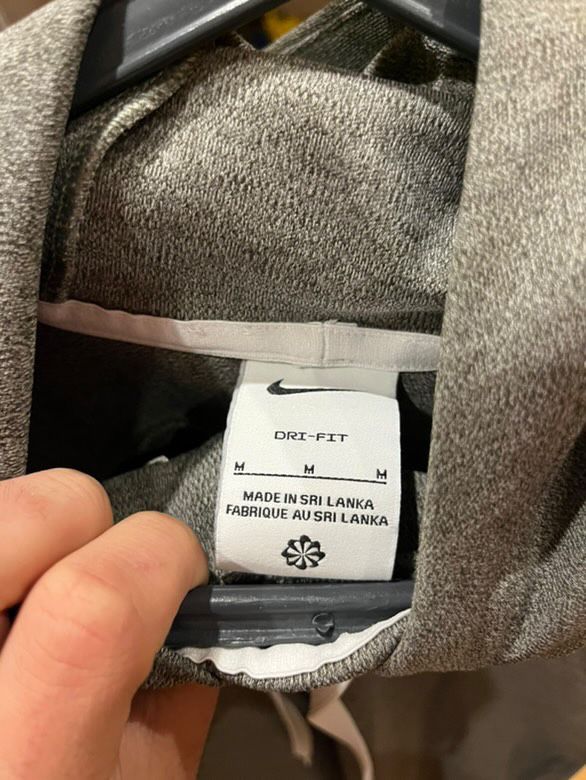 DRI-FIT
M M M
MADE IN SRI LANKA
FABRIQUE AU SRI LANKA